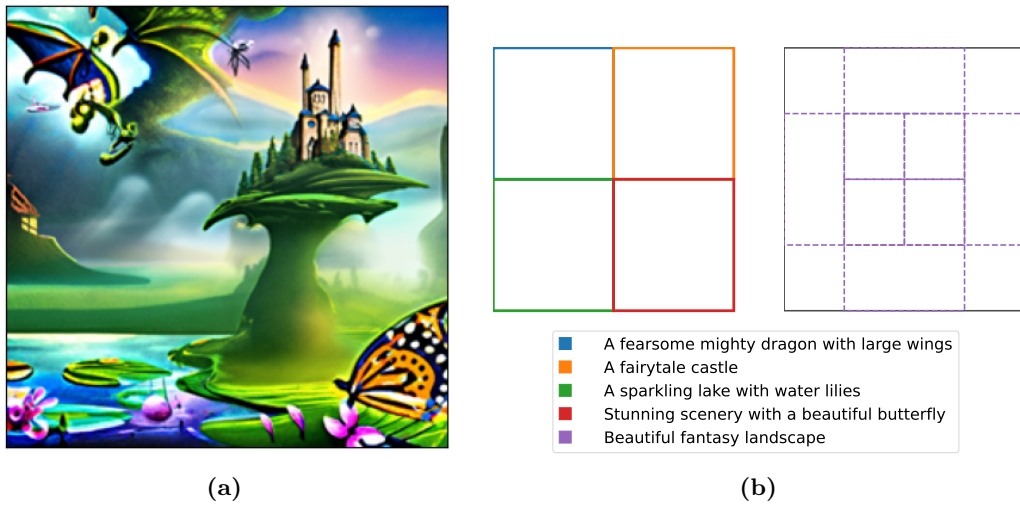 A fearsome mighty dragon with large wings
A fairytale castle
A sparkling lake with water lilies
Stunning scenery with a beautiful butterfly
Beautiful fantasy landscape
(a)
(b)